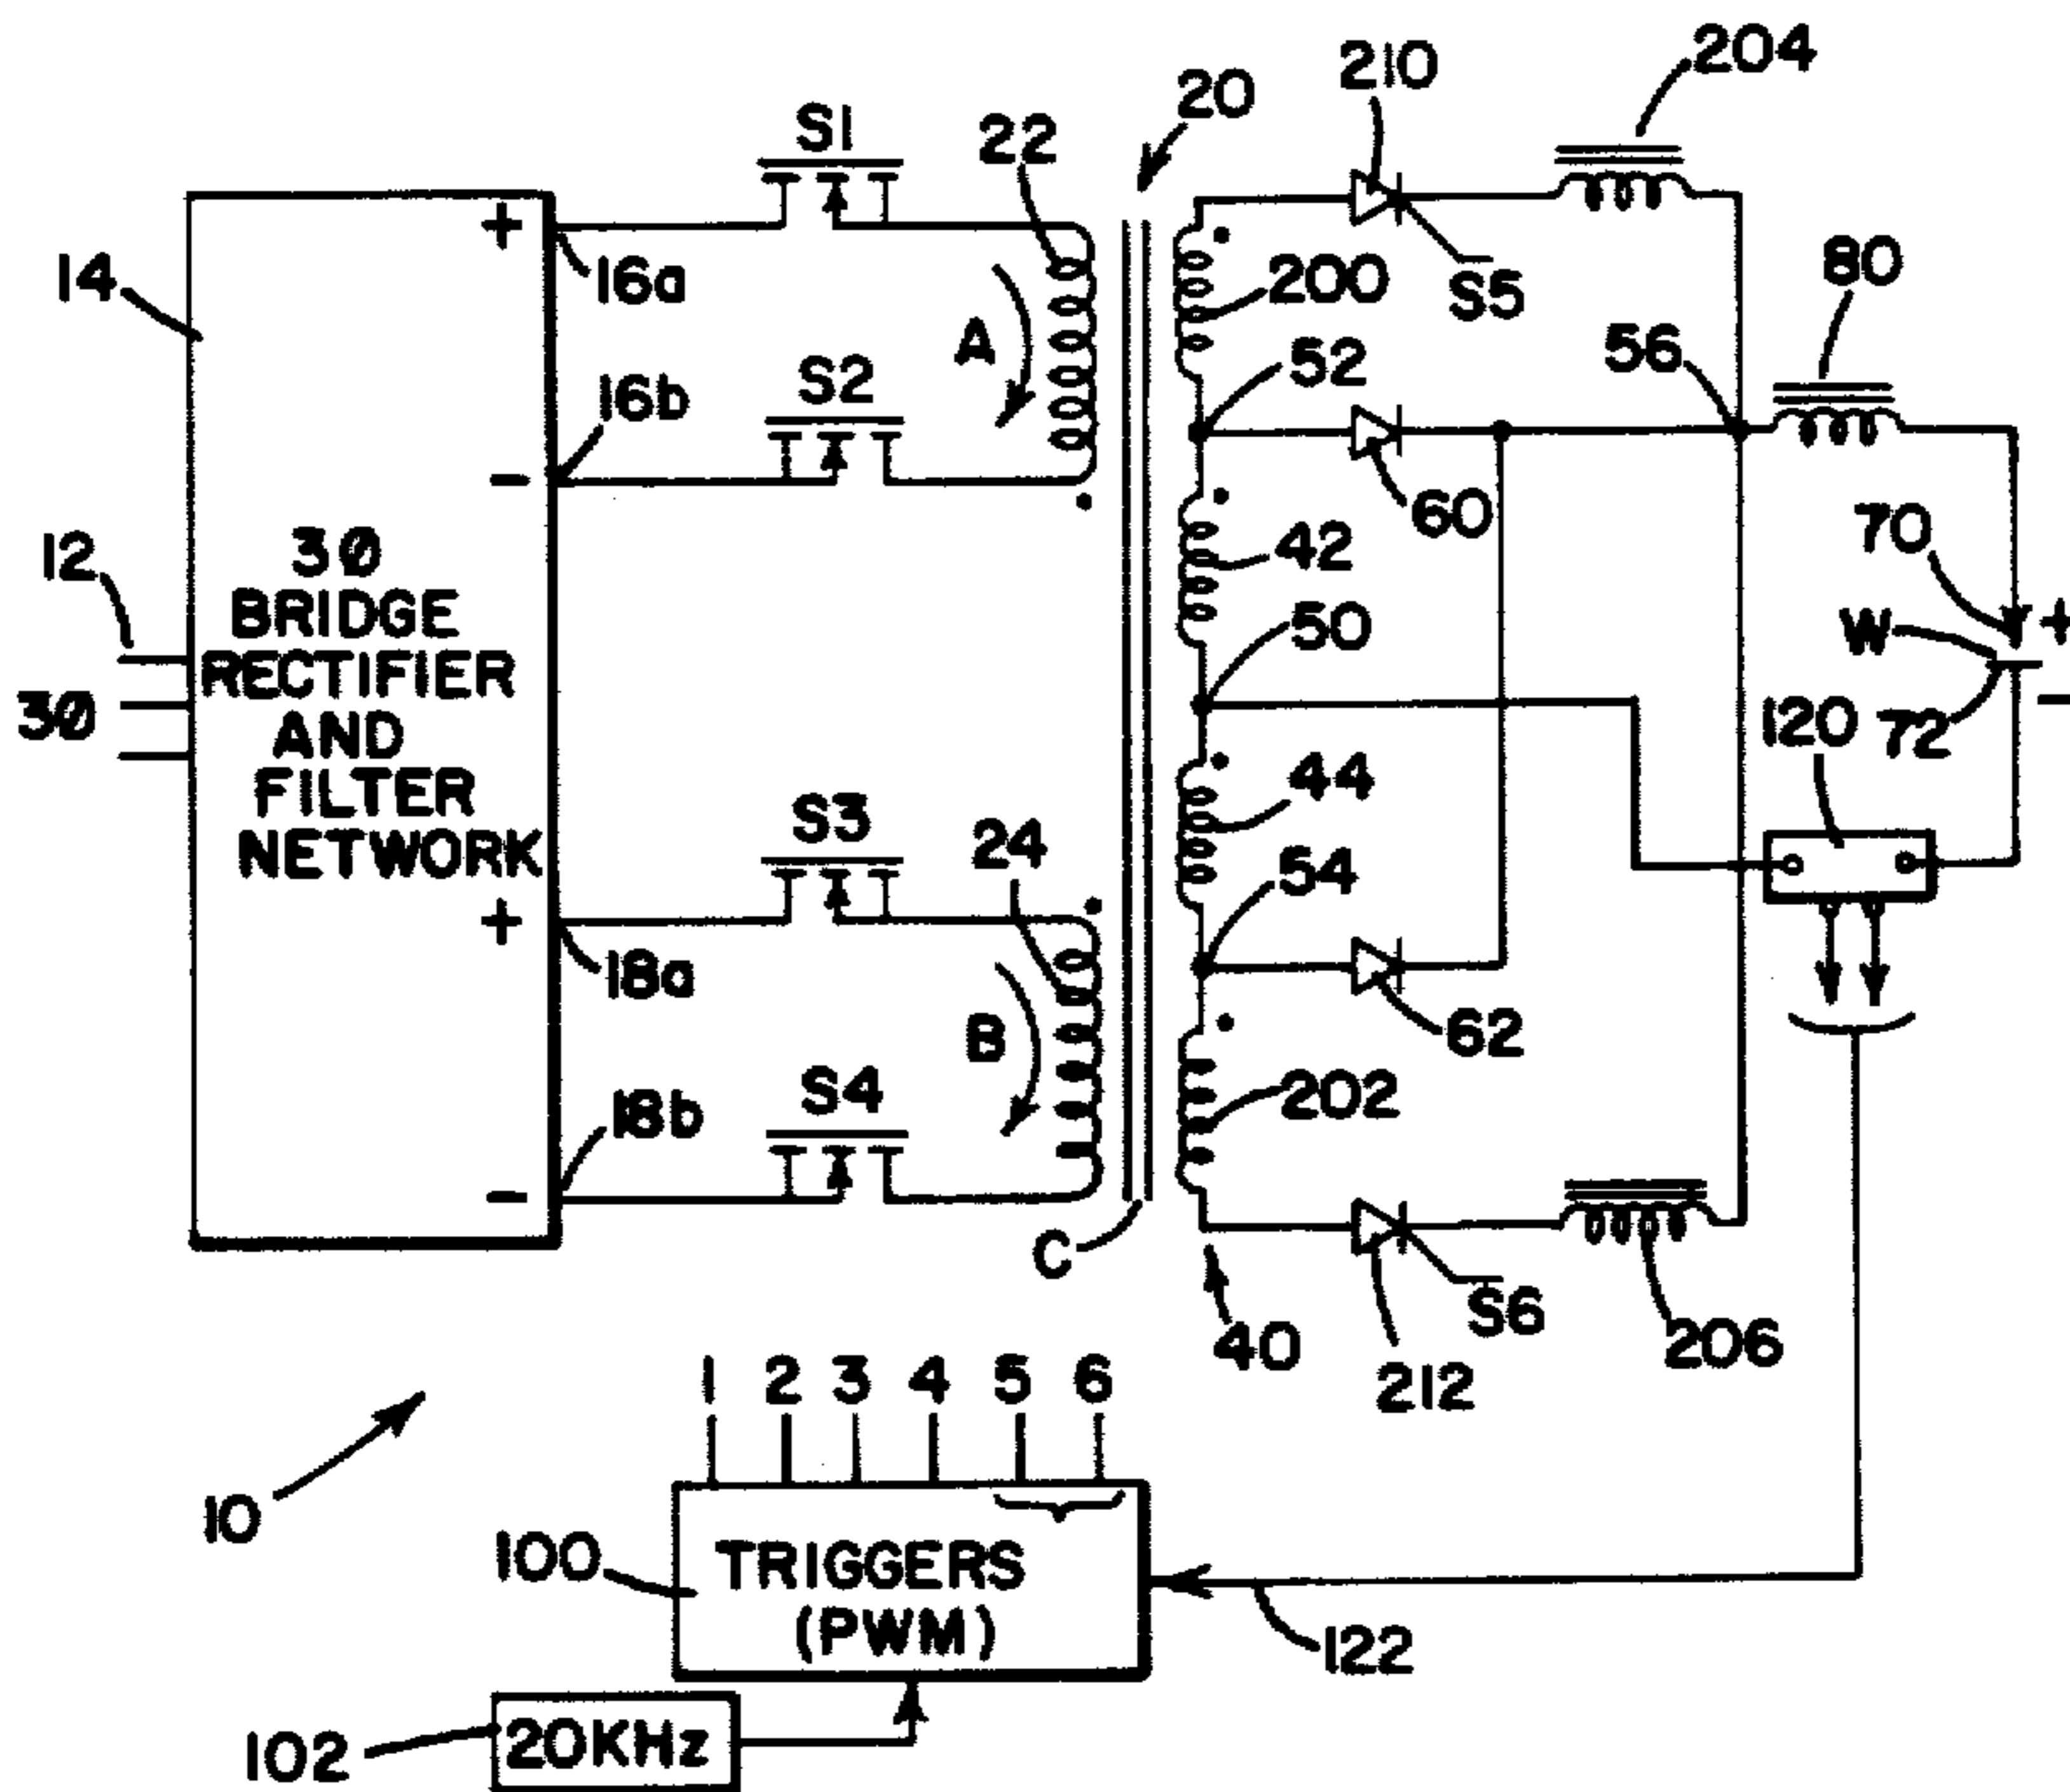 204
210
20
S1
22
+
16a
14
200
S5
80
52
56
A
S2
16b
-
60
42
70
12
3Ø
BRIDGE
RECTIFIER
AND
FILTER
NETWORK
50
W
+
-
3Ø
120
72
44
S3
24
54
+
18a
B
62
S4
18b
202
-
C
S6
40
206
212
1 2 3 4 5 6
10
100
TRIGGERS
(PWM)
122
102
20KHz